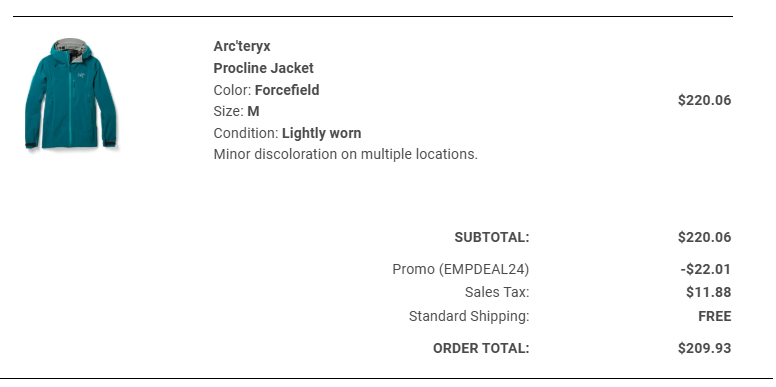 Arc'teryx
Procline Jacket
Color: Forcefield
Size: M
Condition: Lightly worn
Minor discoloration on multiple locations.
$220.06
SUBTOTAL: $220.06
Promo (EMPDEAL24) -$22.01
Sales Tax: $11.88
Standard Shipping: FREE
ORDER TOTAL: $209.93